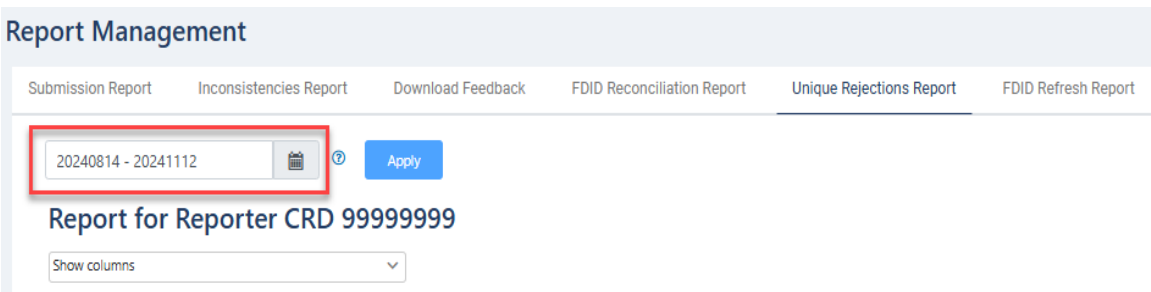 Report Management
Submission Report Inconsistencies Report Download Feedback FDID Reconciliation Report Unique Rejections Report FDID Refresh Report
20240814 - 20241112 ? Apply
Report for Reporter CRD 99999999
Show columns